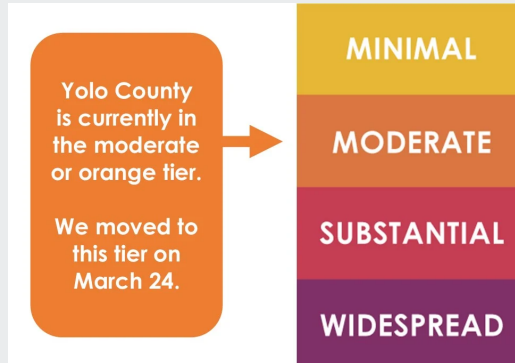 Yolo County
is currently in
the moderate
or orange tier.
We moved to
this tier on
March 24.
MINIMAL
MODERATE
SUBSTANTIAL
WIDESPREAD